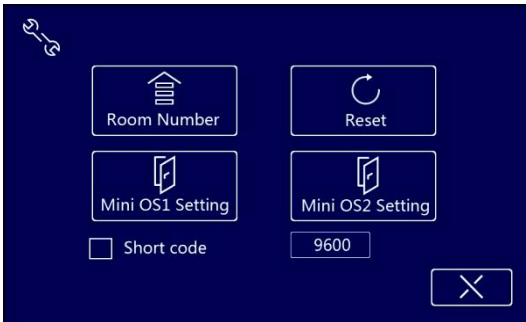 Room Number
Reset
Mini OS1 Setting
Mini OS2 Setting
Short code
9600